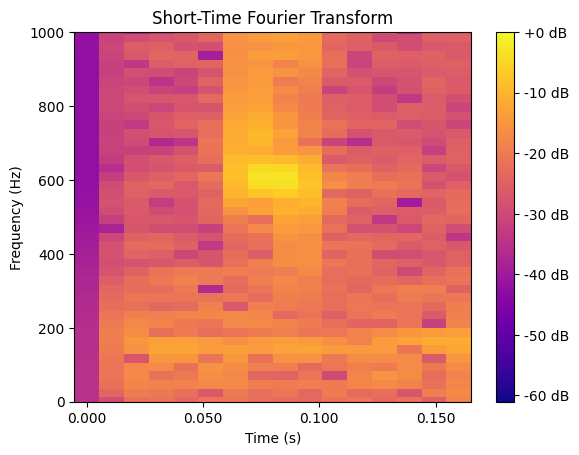 Short-Time Fourier Transform
Frequency (Hz)
1000
800
600
400
200
0
0.000
0.050
0.100
0.150
Time (s)
+0 dB
-10 dB
-20 dB
-30 dB
-40 dB
-50 dB
-60 dB